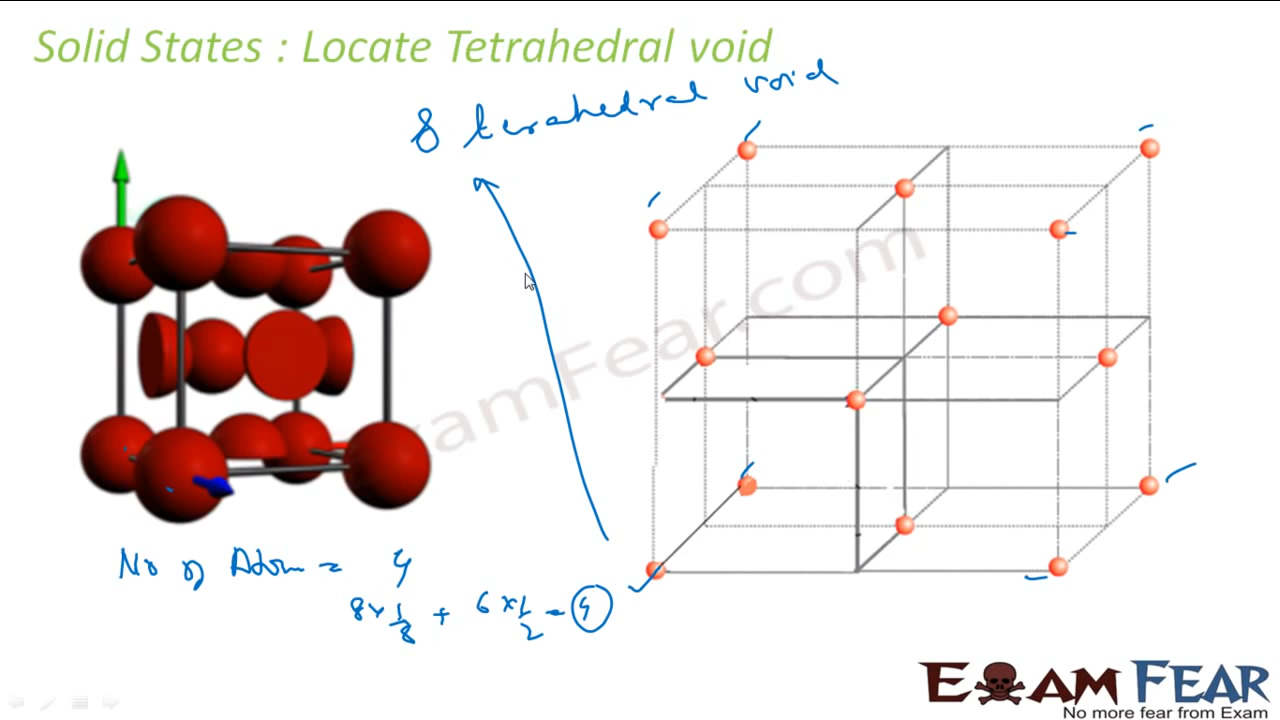 Solid States : Locate Tetrahedral void
8 terahedral void
ExamFear.com
No of Atom = 4
8 × 1/8 + 6 × 1/2 = 4
EXAM FEAR
No more fear from Exam